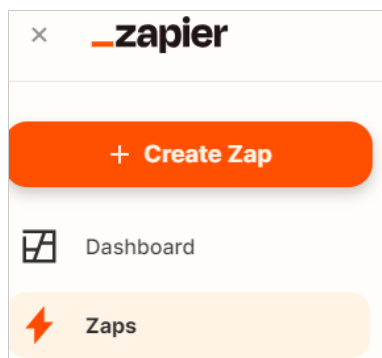 × _zapier
+ Create Zap
Dashboard
Zaps